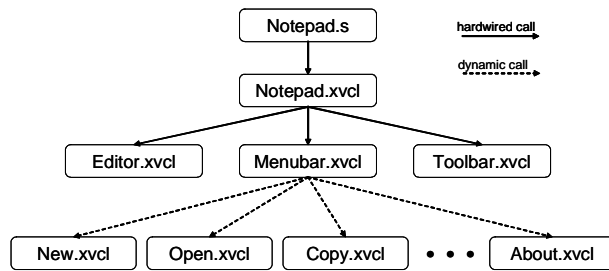 Notepad.s
hardwired call
dynamic call
Notepad.xvcl
Editor.xvcl
Menubar.xvcl
Toolbar.xvcl
New.xvcl
Open.xvcl
Copy.xvcl
• • •
About.xvcl